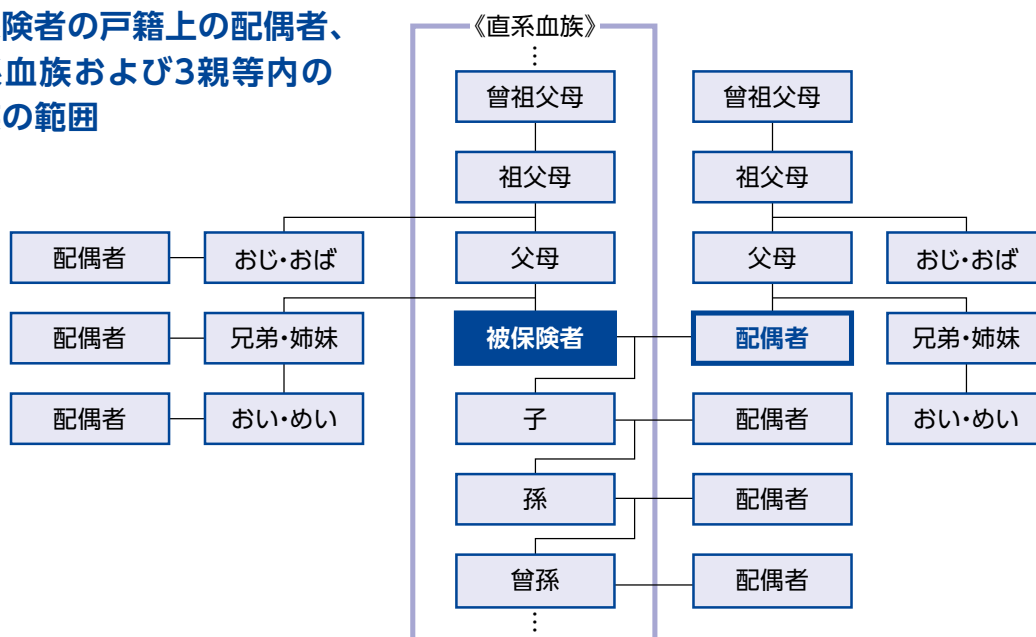 険者の戸籍上の配偶者、
血族および3親等内の
の範囲
《直系血族》
⋮
曾祖父母 曾祖父母
祖父母 祖父母
配偶者 おじ・おば 父母 父母 おじ・おば
配偶者 兄弟・姉妹 被保険者 配偶者 兄弟・姉妹
配偶者 おい・めい 子 配偶者 おい・めい
孫 配偶者
曾孫 配偶者
⋮